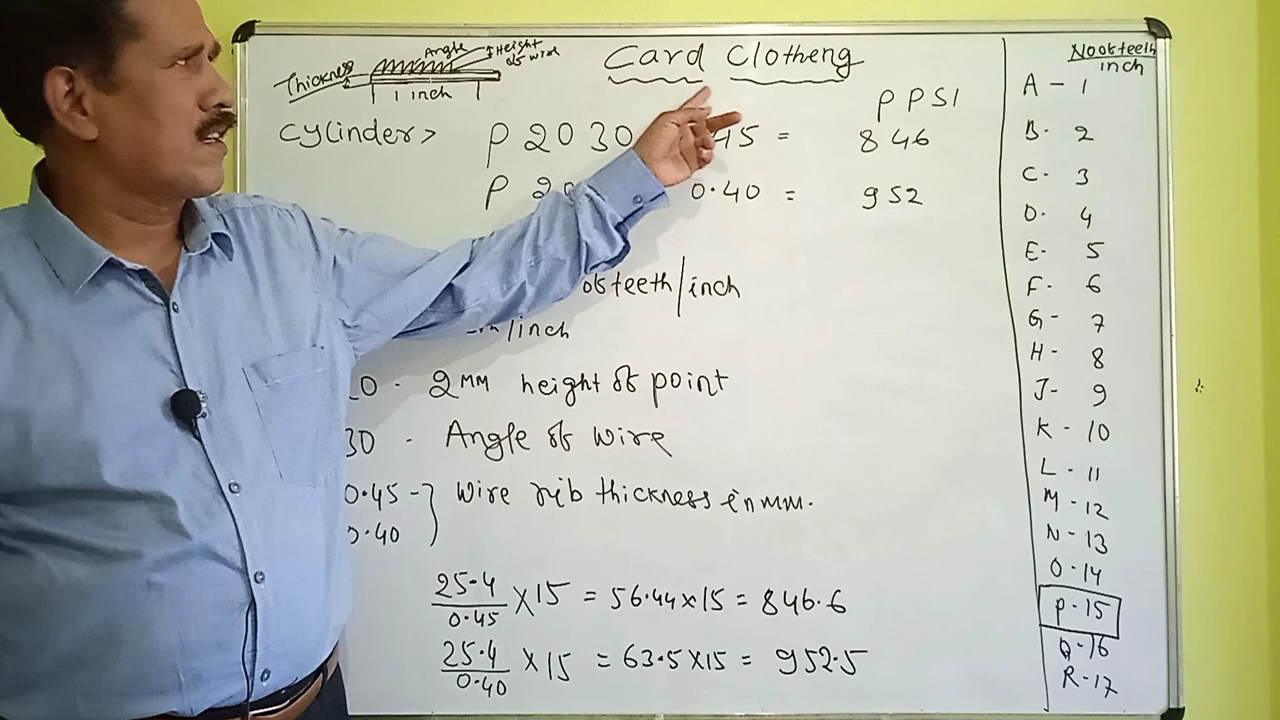 Card Clotheng
Angle
Height
of wire
Thickness
1 inch
PPSI
Cylinder> P 20 30 45 = 846
P 20 0.40 = 952
of teeth/inch
/inch
20 - 2MM height of point
30 - Angle of wire
0.45 -} Wire rib thickness in mm.
0.40
25.4/0.45 X 15 = 56.44 x 15 = 846.6
25.4/0.40 X 15 = 63.5 x 15 = 952.5
No of teeth/inch
A - 1
B - 2
C - 3
D - 4
E - 5
F - 6
G - 7
H - 8
J - 9
K - 10
L - 11
M - 12
N - 13
O - 14
P - 15
Q - 16
R - 17